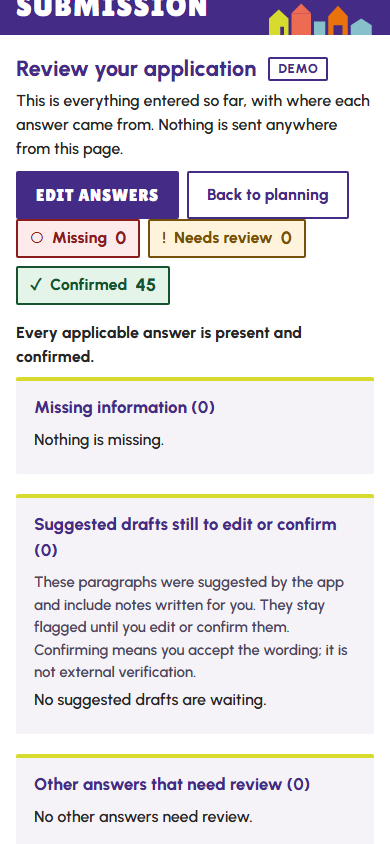 SUBMISSION
Review your application DEMO
This is everything entered so far, with where each
answer came from. Nothing is sent anywhere
from this page.
EDIT ANSWERS Back to planning
Missing 0 ! Needs review 0
✓ Confirmed 45
Every applicable answer is present and
confirmed.
Missing information (0)
Nothing is missing.
Suggested drafts still to edit or confirm
(0)
These paragraphs were suggested by the app
and include notes written for you. They stay
flagged until you edit or confirm them.
Confirming means you accept the wording; it is
not external verification.
No suggested drafts are waiting.
Other answers that need review (0)
No other answers need review.